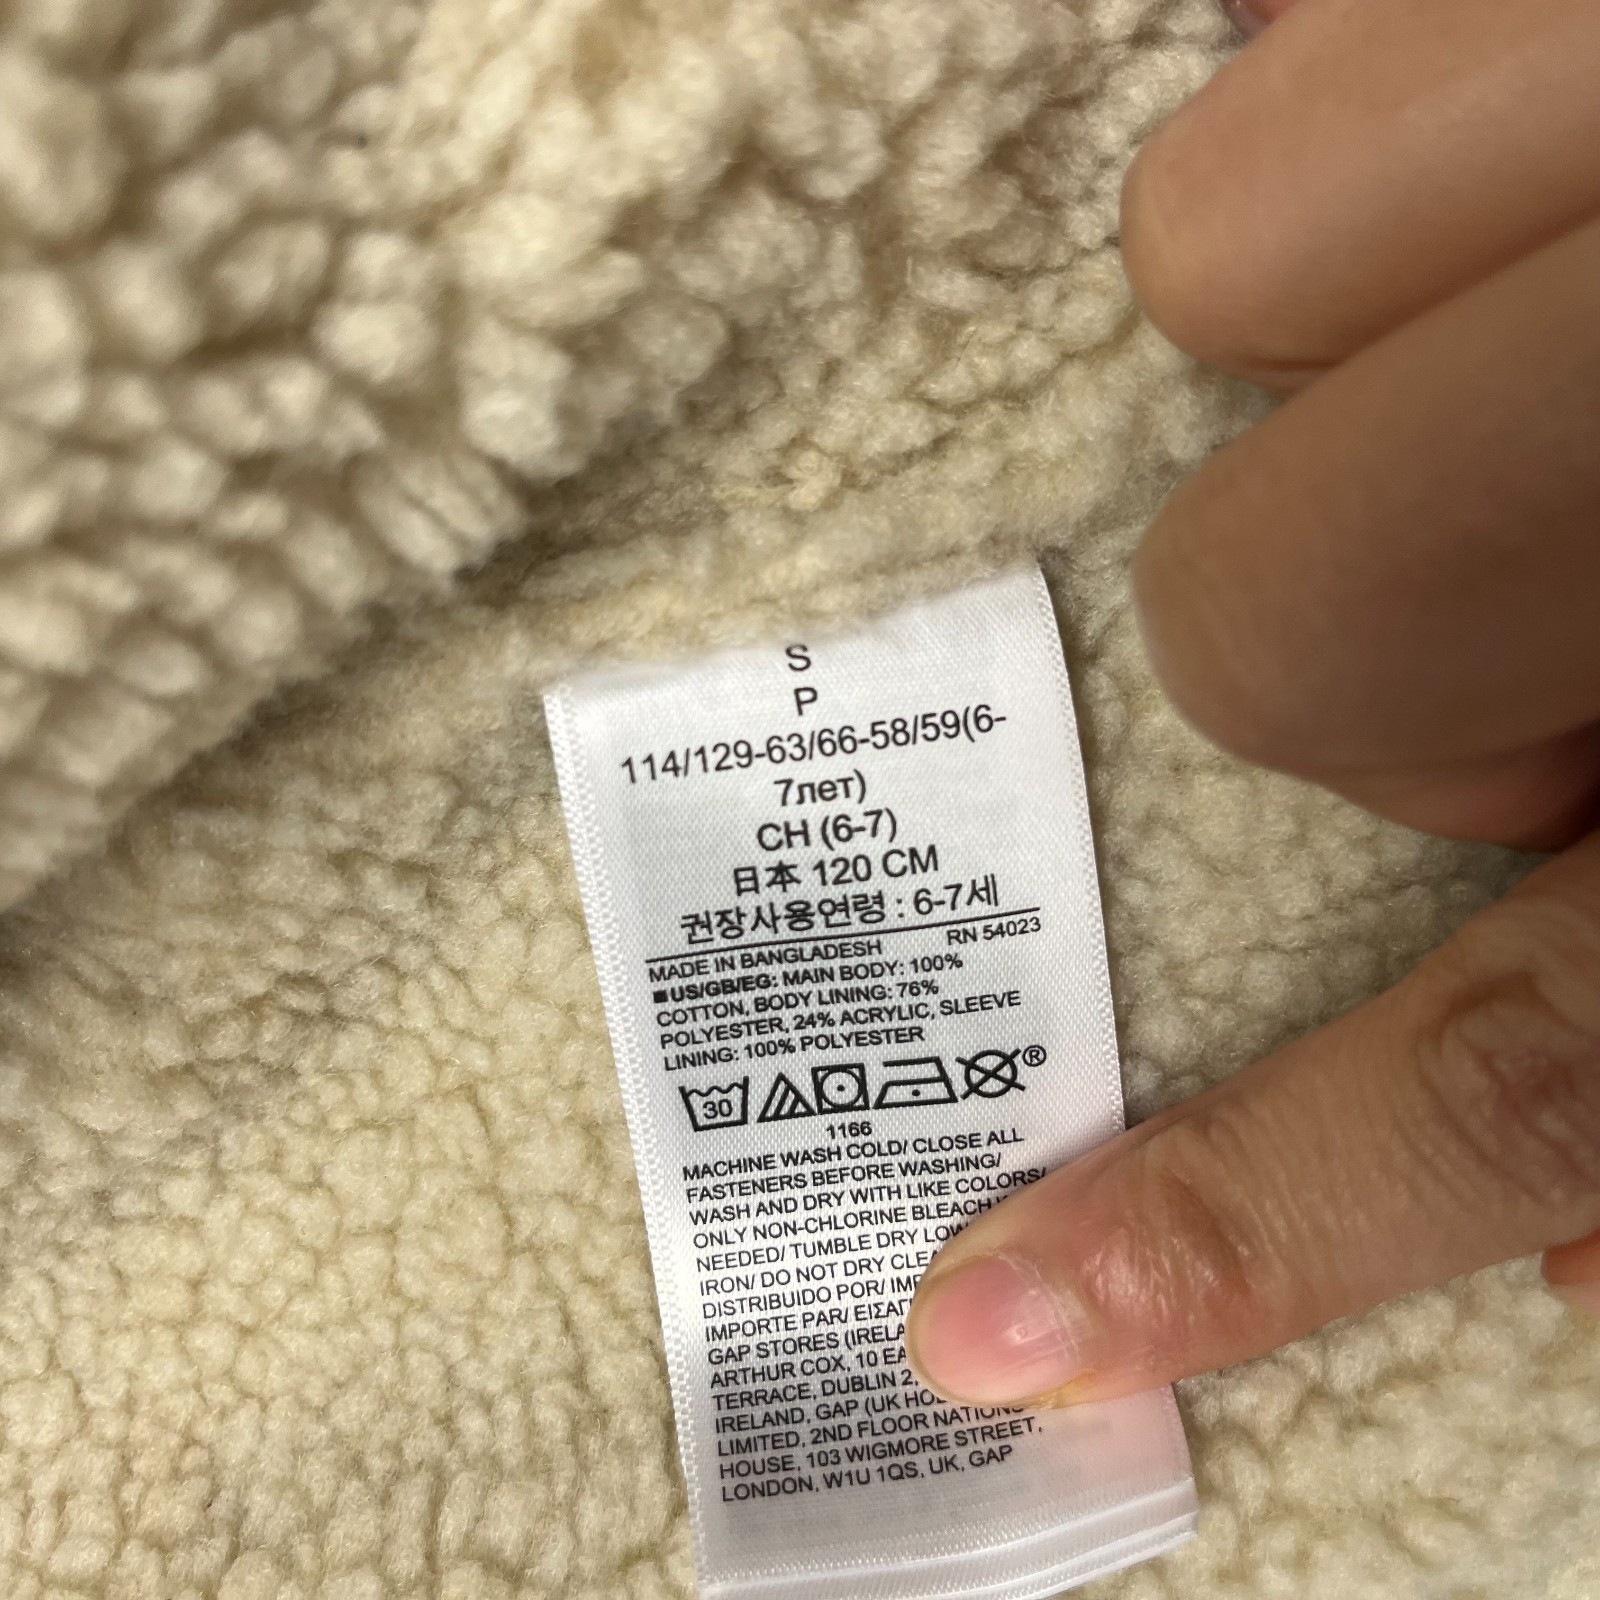 S
P
114/129-63/66-58/59(6-
7лет)
CH (6-7)
日本 120 CM
권장사용연령 : 6-7세
MADE IN BANGLADESH RN 54023
■US/GB/EG: MAIN BODY: 100%
COTTON, BODY LINING: 76%
POLYESTER, 24% ACRYLIC, SLEEVE
LINING: 100% POLYESTER
30 ®
1166
MACHINE WASH COLD/ CLOSE ALL
FASTENERS BEFORE WASHING/
WASH AND DRY WITH LIKE COLORS/
ONLY NON-CHLORINE BLEACH
NEEDED/ TUMBLE DRY LOW
IRON/ DO NOT DRY
DISTRIBUIDO POR/
IMPORTE PAR/
GAP STORES
ARTHUR COX, 10
TERRACE, DUBLIN 2,
IRELAND, GAP (UK
LIMITED, 2ND FLOOR
HOUSE, 103 WIGMORE STREET,
LONDON, W1U 1QS, UK, GAP